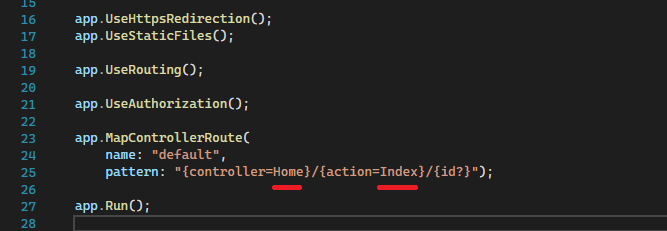 15
16 app.UseHttpsRedirection();
17 app.UseStaticFiles();
18
19 app.UseRouting();
20
21 app.UseAuthorization();
22
23 app.MapControllerRoute(
24     name: "default",
25     pattern: "{controller=Home}/{action=Index}/{id?}");
26
27 app.Run();
28